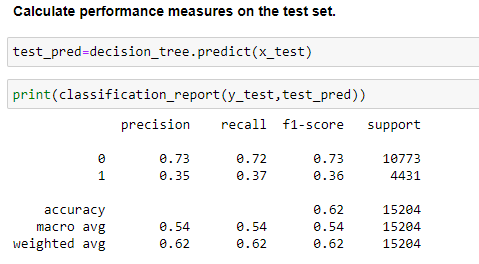 Calculate performance measures on the test set.
test_pred=decision_tree.predict(x_test)
print(classification_report(y_test,test_pred))
precision recall f1-score support
0 0.73 0.72 0.73 10773
1 0.35 0.37 0.36 4431
accuracy 0.62 15204
macro avg 0.54 0.54 0.54 15204
weighted avg 0.62 0.62 0.62 15204